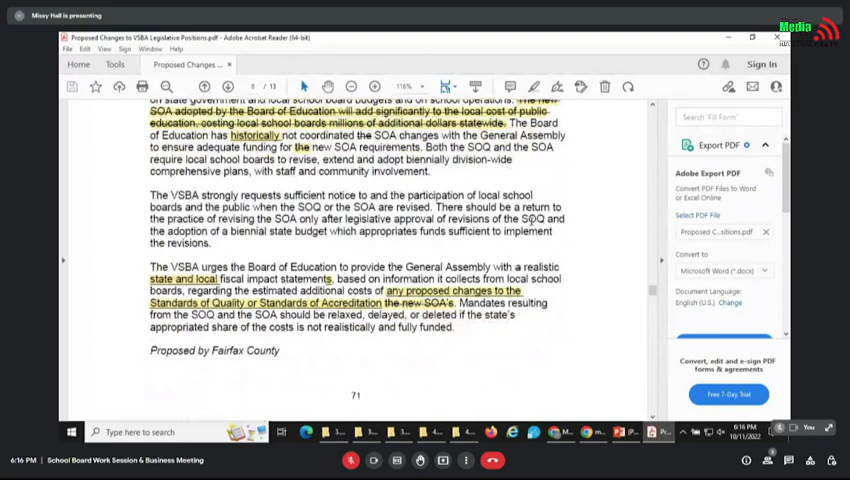 Missy Hall is presenting
Media
Proposed Changes to VSBA Legislative Positions.pdf - Adobe Acrobat Reader (64-bit)
File Edit View Sign Window Help
Home Tools Proposed Changes ... × Sign In
8 / 13 116%
on state government and local school board budgets and on school operations. The new
SOA adopted by the Board of Education will add significantly to the local cost of public
education, costing local school boards millions of additional dollars statewide. The Board
of Education has historically not coordinated the SOA changes with the General Assembly
to ensure adequate funding for the new SOA requirements. Both the SOQ and the SOA
require local school boards to revise, extend and adopt biennially division-wide
comprehensive plans, with staff and community involvement.
The VSBA strongly requests sufficient notice to and the participation of local school
boards and the public when the SOQ or the SOA are revised. There should be a return to
the practice of revising the SOA only after legislative approval of revisions of the SOQ and
the adoption of a biennial state budget which appropriates funds sufficient to implement
the revisions.
The VSBA urges the Board of Education to provide the General Assembly with a realistic
state and local fiscal impact statements, based on information it collects from local school
boards, regarding the estimated additional costs of any proposed changes to the
Standards of Quality or Standards of Accreditation the new SOA's. Mandates resulting
from the SOQ and the SOA should be relaxed, delayed, or deleted if the state's
appropriated share of the costs is not realistically and fully funded.
Proposed by Fairfax County
71
Search 'Fill Form'
Export PDF
Adobe Export PDF
Convert PDF Files to Word
or Excel Online
Select PDF File
Proposed C...sitions.pdf ×
Convert to
Microsoft Word (*.docx)
Document Language:
English (U.S.) Change
Convert, edit and e-sign PDF
forms & agreements
Free 7-Day Trial
Type here to search
3... 3... 3... 4... 4... M... m... (P... Pr...
6:16 PM
10/11/2022
You
6:16 PM School Board Work Session & Business Meeting